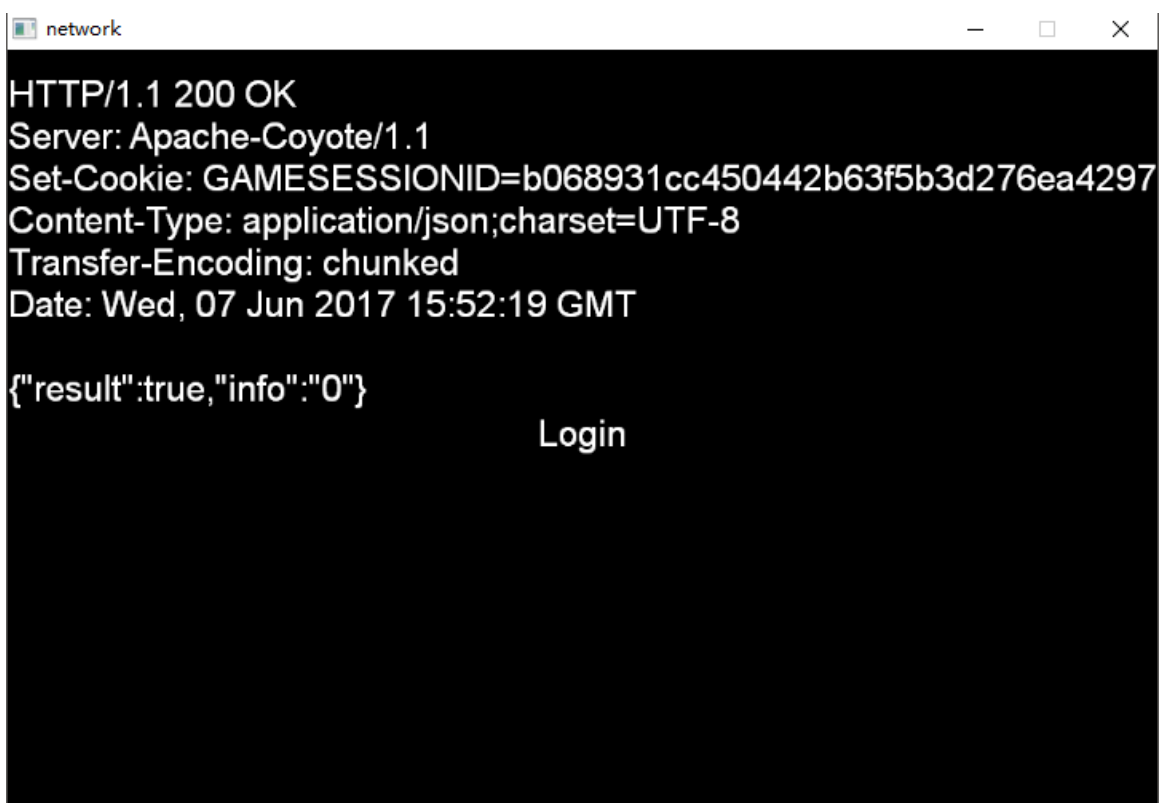 network
HTTP/1.1 200 OK
Server: Apache-Coyote/1.1
Set-Cookie: GAMESESSIONID=b068931cc450442b63f5b3d276ea4297
Content-Type: application/json;charset=UTF-8
Transfer-Encoding: chunked
Date: Wed, 07 Jun 2017 15:52:19 GMT
{"result":true,"info":"0"}
Login